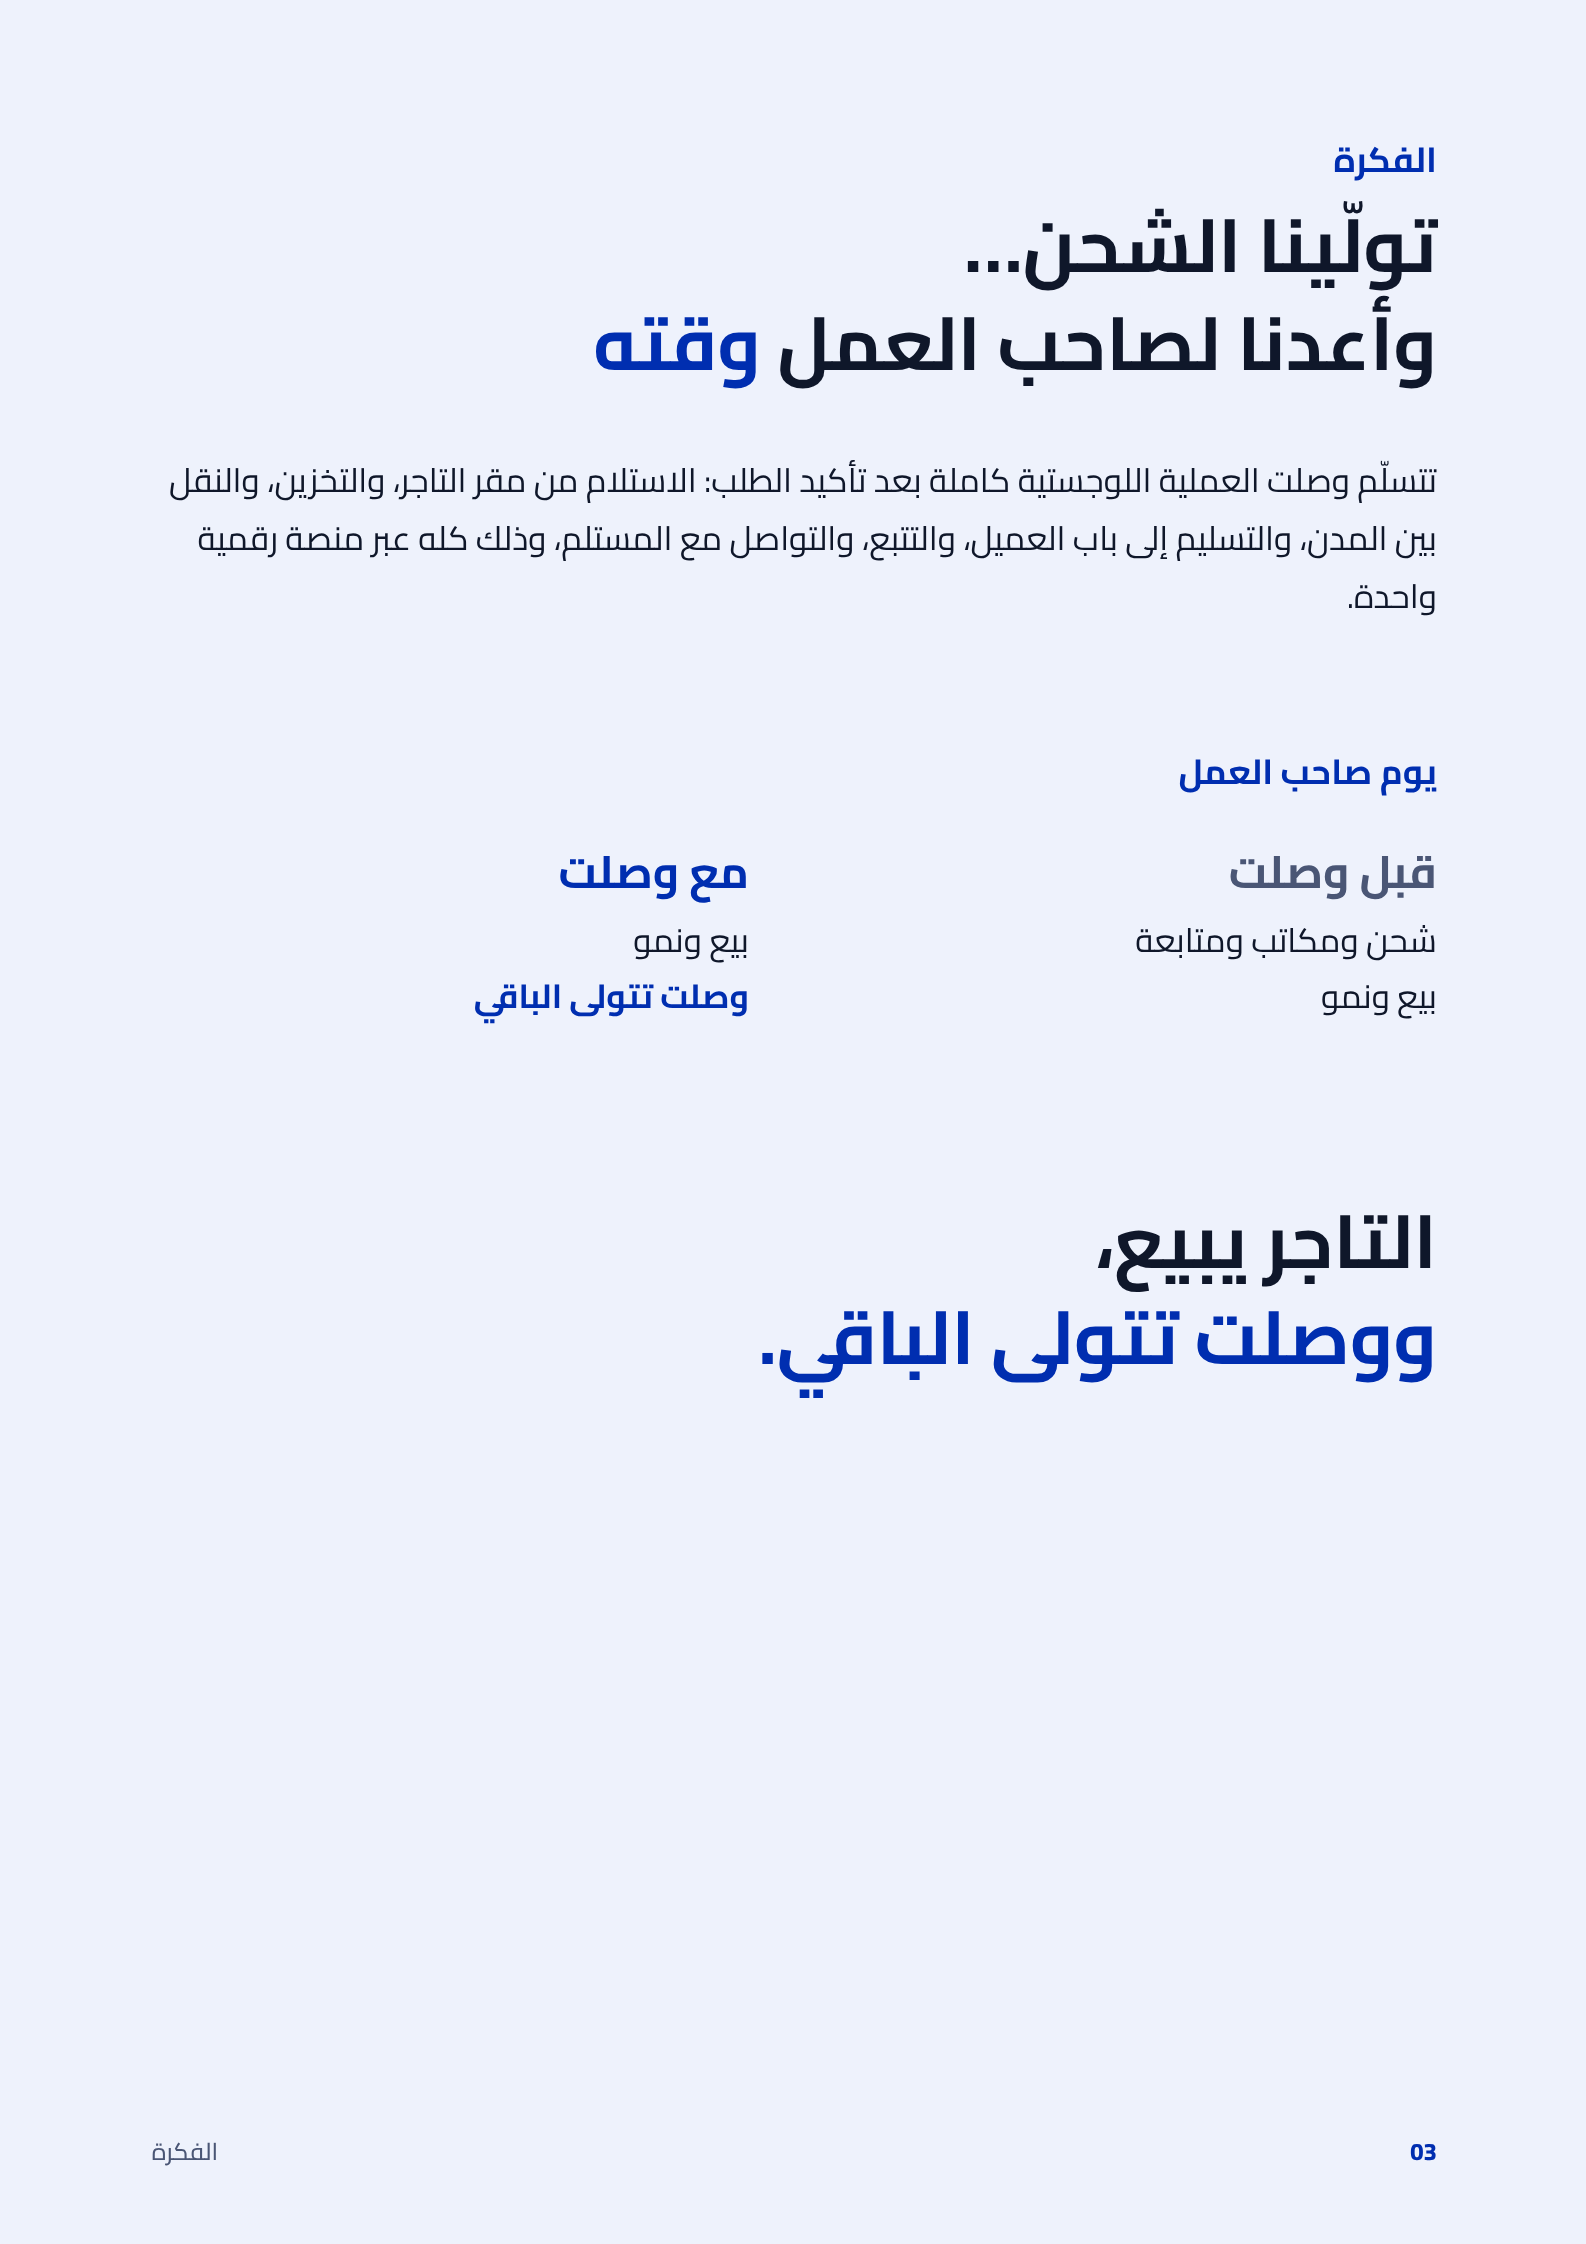 الفكرة
تولّينا الشحن...
وأعدنا لصاحب العمل وقته
تتسلّم وصلت العملية اللوجستية كاملة بعد تأكيد الطلب: الاستلام من مقر التاجر، والتخزين، والنقل
بين المدن، والتسليم إلى باب العميل، والتتبع، والتواصل مع المستلم، وذلك كله عبر منصة رقمية
واحدة.
يوم صاحب العمل
قبل وصلت
شحن ومكاتب ومتابعة
بيع ونمو
مع وصلت
بيع ونمو
وصلت تتولى الباقي
التاجر يبيع،
ووصلت تتولى الباقي.
03
الفكرة